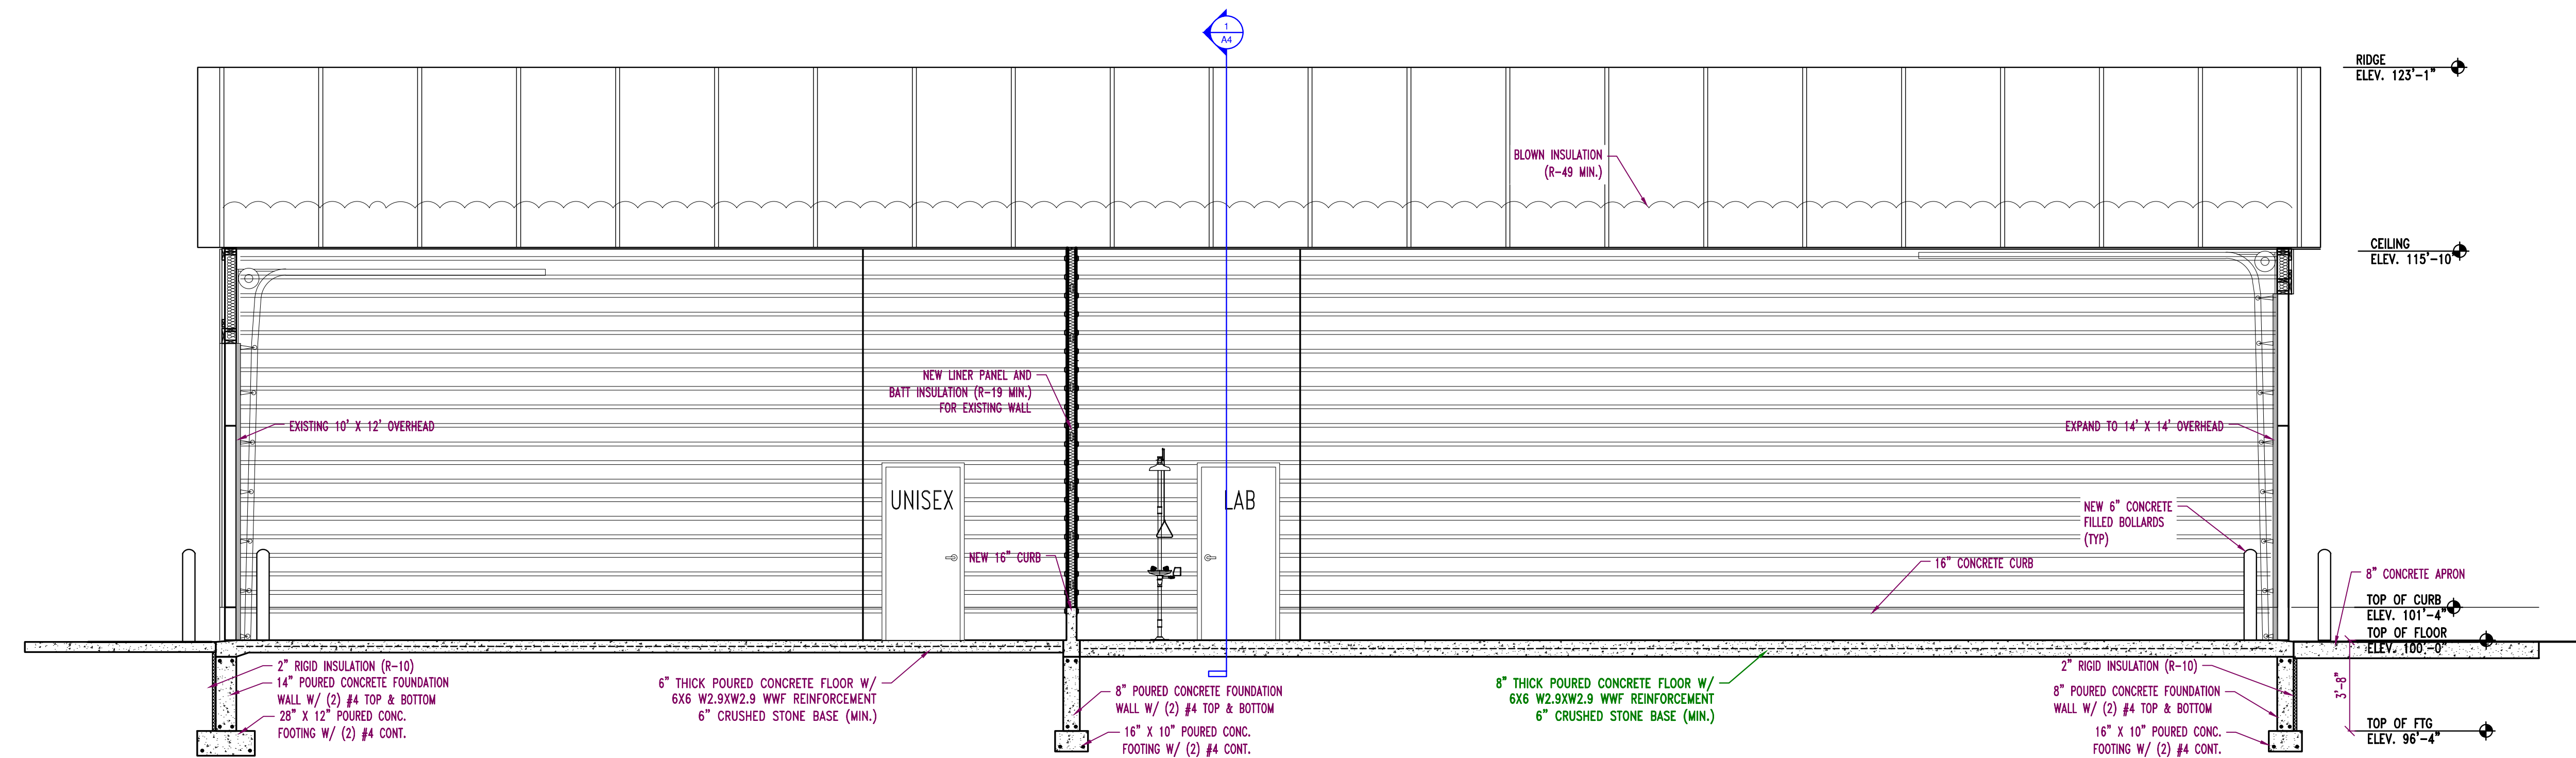 1
A4
RIDGE
ELEV. 123'-1"
BLOWN INSULATION
(R-49 MIN.)
CEILING
ELEV. 115'-10"
NEW LINER PANEL AND
BATT INSULATION (R-19 MIN.)
FOR EXISTING WALL
EXISTING 10' X 12' OVERHEAD
EXPAND TO 14' X 14' OVERHEAD
UNISEX
LAB
NEW 6" CONCRETE
FILLED BOLLARDS
(TYP)
NEW 16" CURB
16" CONCRETE CURB
8" CONCRETE APRON
TOP OF CURB
ELEV. 101'-4"
TOP OF FLOOR
ELEV. 100'-0"
2" RIGID INSULATION (R-10)
14" POURED CONCRETE FOUNDATION
WALL W/ (2) #4 TOP & BOTTOM
28" X 12" POURED CONC.
FOOTING W/ (2) #4 CONT.
6" THICK POURED CONCRETE FLOOR W/
6X6 W2.9XW2.9 WWF REINFORCEMENT
6" CRUSHED STONE BASE (MIN.)
8" POURED CONCRETE FOUNDATION
WALL W/ (2) #4 TOP & BOTTOM
16" X 10" POURED CONC.
FOOTING W/ (2) #4 CONT.
8" THICK POURED CONCRETE FLOOR W/
6X6 W2.9XW2.9 WWF REINFORCEMENT
6" CRUSHED STONE BASE (MIN.)
2" RIGID INSULATION (R-10)
8" POURED CONCRETE FOUNDATION
WALL W/ (2) #4 TOP & BOTTOM
16" X 10" POURED CONC.
FOOTING W/ (2) #4 CONT.
3'-8"
TOP OF FTG
ELEV. 96'-4"